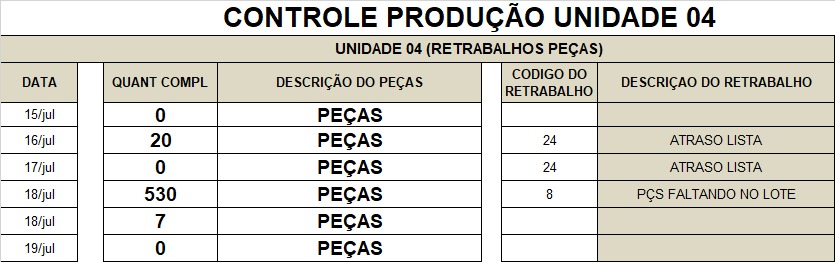 CONTROLE PRODUÇÃO UNIDADE 04
UNIDADE 04 (RETRABALHOS PEÇAS)
DATA QUANT COMPL DESCRIÇÃO DO PEÇAS CODIGO DO RETRABALHO DESCRIÇAO DO RETRABALHO
15/jul 0 PEÇAS
16/jul 20 PEÇAS 24 ATRASO LISTA
17/jul 0 PEÇAS 24 ATRASO LISTA
18/jul 530 PEÇAS 8 PÇS FALTANDO NO LOTE
18/jul 7 PEÇAS
19/jul 0 PEÇAS